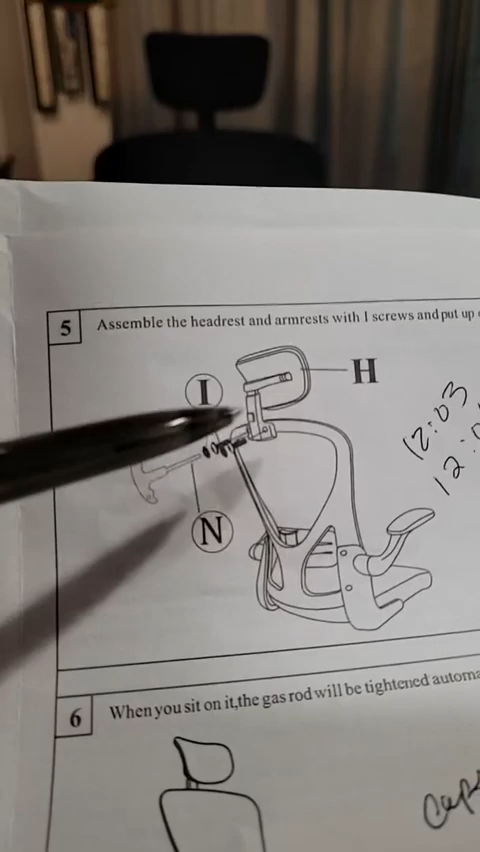 5 Assemble the headrest and armrests with I screws and put up
I
H
12:03
12:
N
6 When you sit on it,the gas rod will be tightened